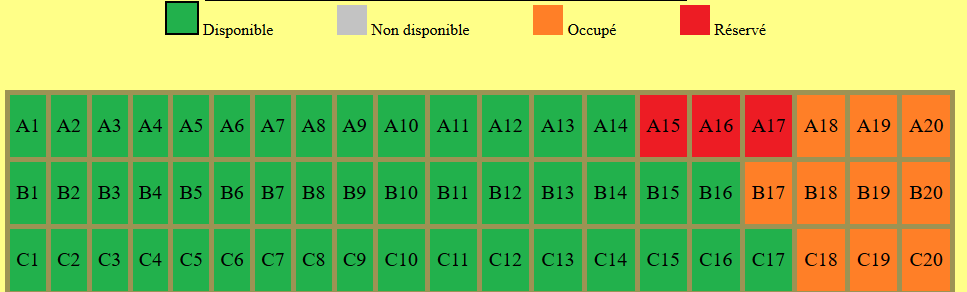 Disponible Non disponible Occupé Réservé
A1 A2 A3 A4 A5 A6 A7 A8 A9 A10 A11 A12 A13 A14 A15 A16 A17 A18 A19 A20
B1 B2 B3 B4 B5 B6 B7 B8 B9 B10 B11 B12 B13 B14 B15 B16 B17 B18 B19 B20
C1 C2 C3 C4 C5 C6 C7 C8 C9 C10 C11 C12 C13 C14 C15 C16 C17 C18 C19 C20